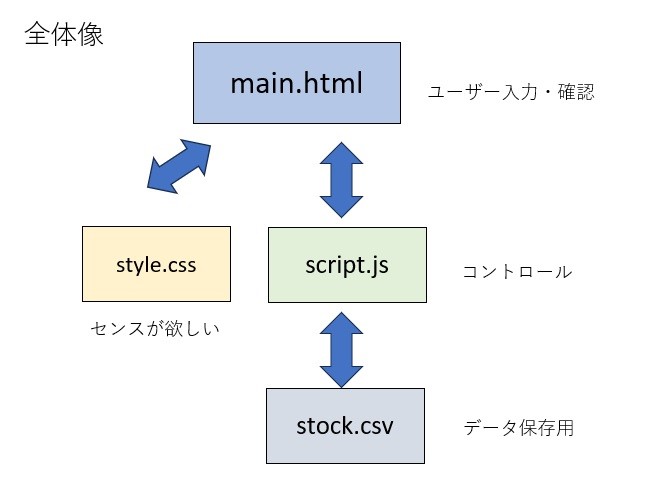 全体像
main.html
ユーザー入力・確認
style.css
script.js
コントロール
センスが欲しい
stock.csv
データ保存用